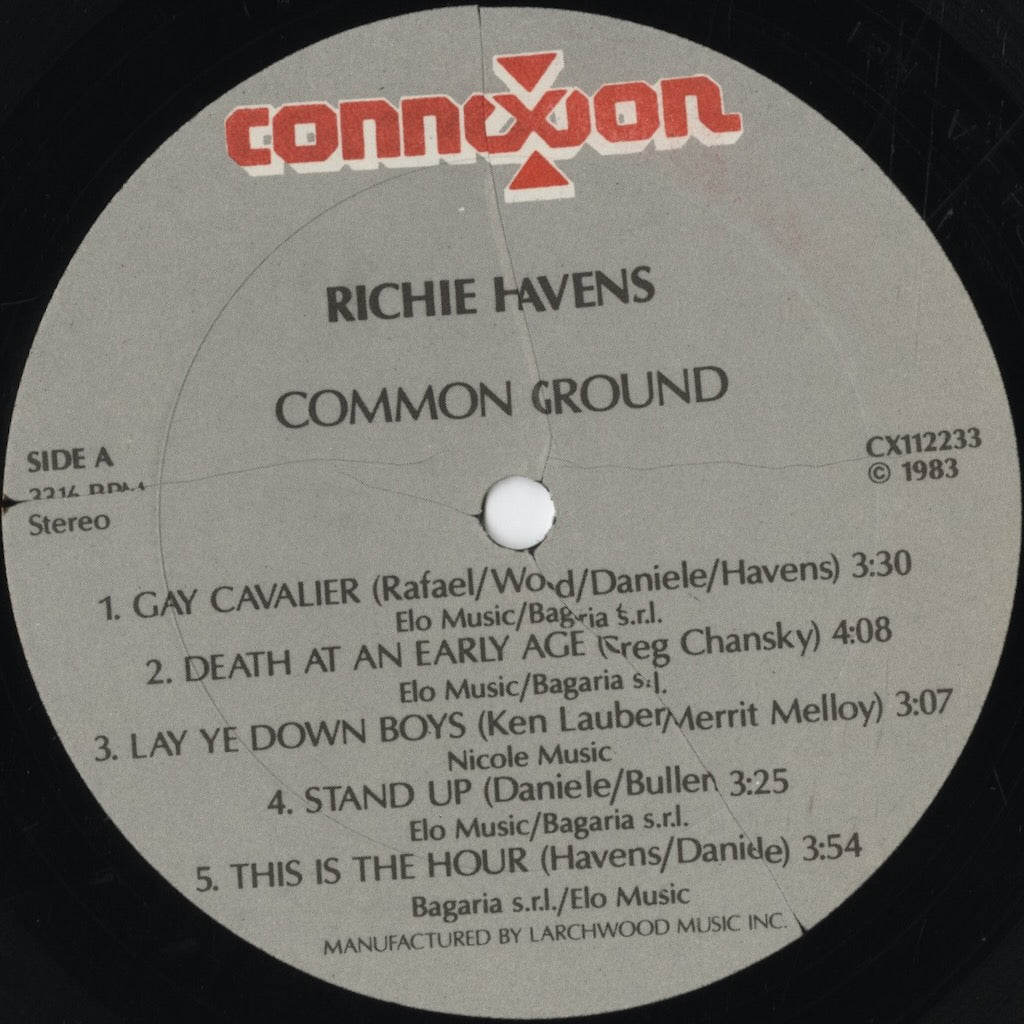 connexion
RICHIE HAVENS
COMMON GROUND
SIDE A
33⅓ RPM
Stereo
CX112233
© 1983
1. GAY CAVALIER (Rafael/Wood/Daniele/Havens) 3:30
Elo Music/Bagaria s.r.l.
2. DEATH AT AN EARLY AGE (Greg Chansky) 4:08
Elo Music/Bagaria s.r.l.
3. LAY YE DOWN BOYS (Ken Lauber/Merrit Melloy) 3:07
Nicole Music
4. STAND UP (Daniele/Bullen) 3:25
Elo Music/Bagaria s.r.l.
5. THIS IS THE HOUR (Havens/Daniele) 3:54
Bagaria s.r.l./Elo Music
MANUFACTURED BY LARCHWOOD MUSIC INC.